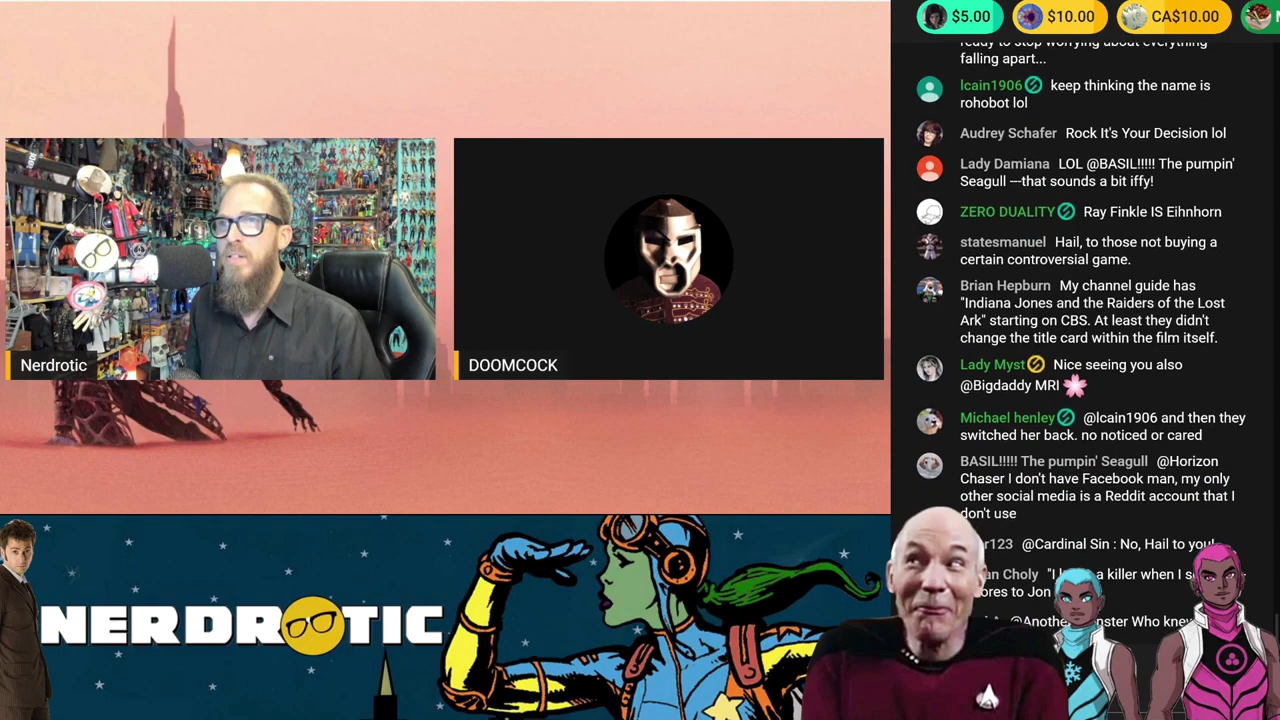 $5.00
$10.00
CA$10.00
ready to stop worrying about everything
falling apart...
lcain1906 keep thinking the name is
rohobot lol
Audrey Schafer Rock It's Your Decision lol
Lady Damiana LOL @BASIL!!!!! The pumpin'
Seagull ---that sounds a bit iffy!
ZERO DUALITY Ray Finkle IS Eihnhorn
statesmanuel Hail, to those not buying a
certain controversial game.
Brian Hepburn My channel guide has
"Indiana Jones and the Raiders of the Lost
Ark" starting on CBS. At least they didn't
change the title card within the film itself.
Lady Myst Nice seeing you also
@Bigdaddy MRI
Michael henley @lcain1906 and then they
switched her back. no noticed or cared
BASIL!!!!! The pumpin' Seagull @Horizon
Chaser I don't have Facebook man, my only
other social media is a Reddit account that I
don't use
@Cardinal Sin : No, Hail to you!
Choly a killer when I
to Jon
Who
Nerdrotic
DOOMCOCK
NERDROTIC